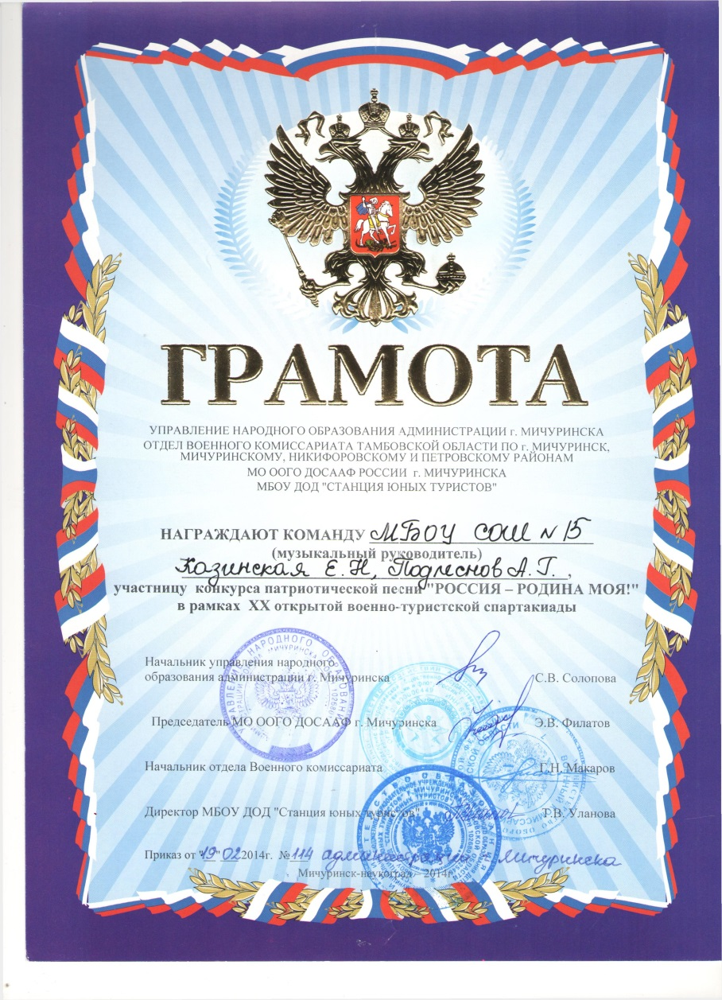 ГРАМОТА
УПРАВЛЕНИЕ НАРОДНОГО ОБРАЗОВАНИЯ АДМИНИСТРАЦИИ г. МИЧУРИНСКА
ОТДЕЛ ВОЕННОГО КОМИССАРИАТА ТАМБОВСКОЙ ОБЛАСТИ ПО г. МИЧУРИНСК,
МИЧУРИНСКОМУ, НИКИФОРОВСКОМУ И ПЕТРОВСКОМУ РАЙОНАМ
МО ООГО ДОСААФ РОССИИ г. МИЧУРИНСКА
МБОУ ДОД "СТАНЦИЯ ЮНЫХ ТУРИСТОВ"
НАГРАЖДАЮТ КОМАНДУ МБОУ СОШ N 15
(музыкальный руководитель)
Козинская Е.Н, Подлеснов А.Г. ,
участницу конкурса патриотической песни "РОССИЯ – РОДИНА МОЯ!"
в рамках XX открытой военно-туристской спартакиады
Начальник управления народного
образования администрации г. Мичуринска С.В. Солопова
Председатель МО ООГО ДОСААФ г. Мичуринска Э.В. Филатов
Начальник отдела Военного комиссариата Г.Н. Макаров
Директор МБОУ ДОД "Станция юных туристов" Т.В. Уланова
Приказ от "19" 02 2014г. № 114 администрации г. Мичуринска
Мичуринск-наукоград 2014г.